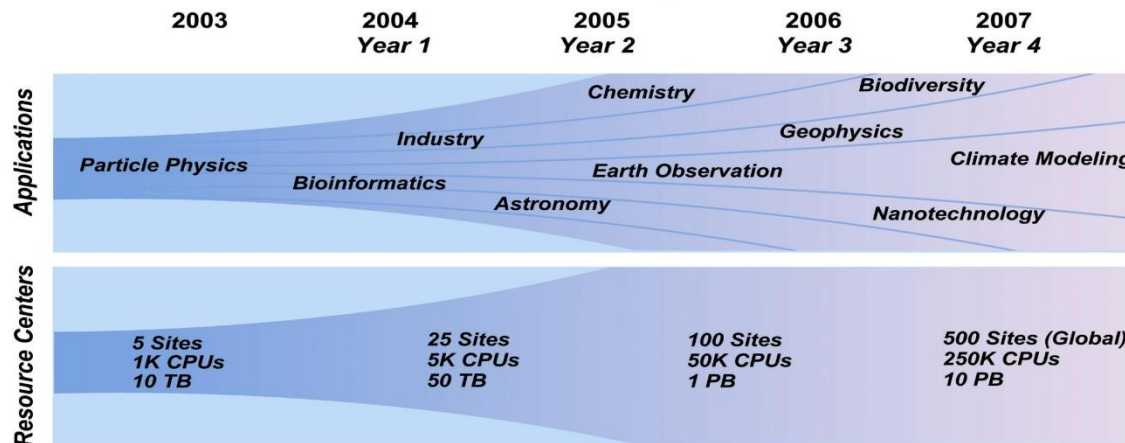 2003 2004 2005 2006 2007
Year 1 Year 2 Year 3 Year 4
Applications
Chemistry Biodiversity
Industry Geophysics
Particle Physics Earth Observation Climate Modeling
Bioinformatics
Astronomy Nanotechnology
Resource Centers
5 Sites 25 Sites 100 Sites 500 Sites (Global)
1K CPUs 5K CPUs 50K CPUs 250K CPUs
10 TB 50 TB 1 PB 10 PB